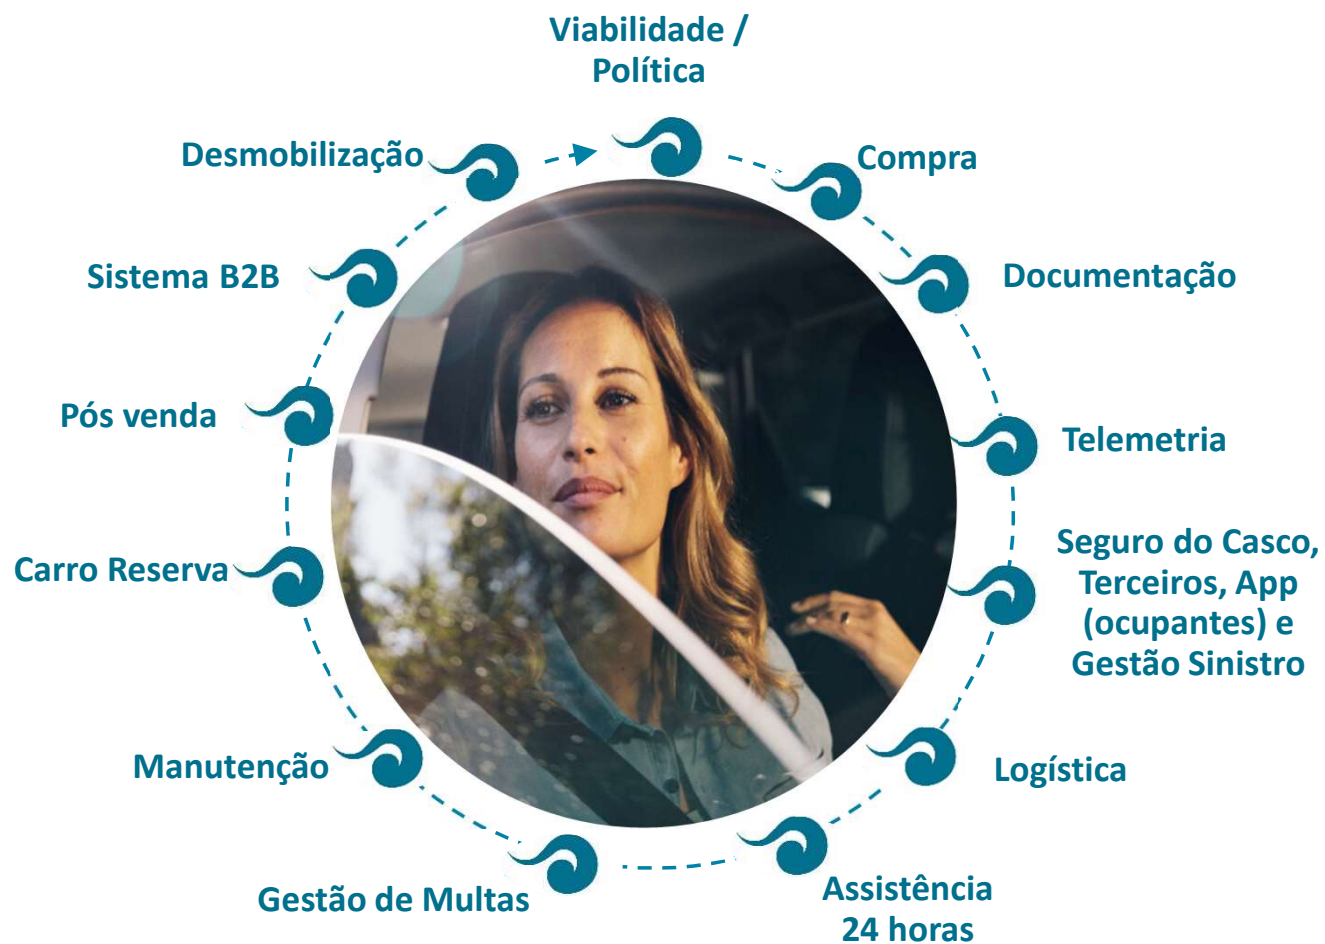 Viabilidade /
Política
Compra
Documentação
Telemetria
Seguro do Casco,
Terceiros, App
(ocupantes) e
Gestão Sinistro
Logística
Assistência
24 horas
Gestão de Multas
Manutenção
Carro Reserva
Pós venda
Sistema B2B
Desmobilização